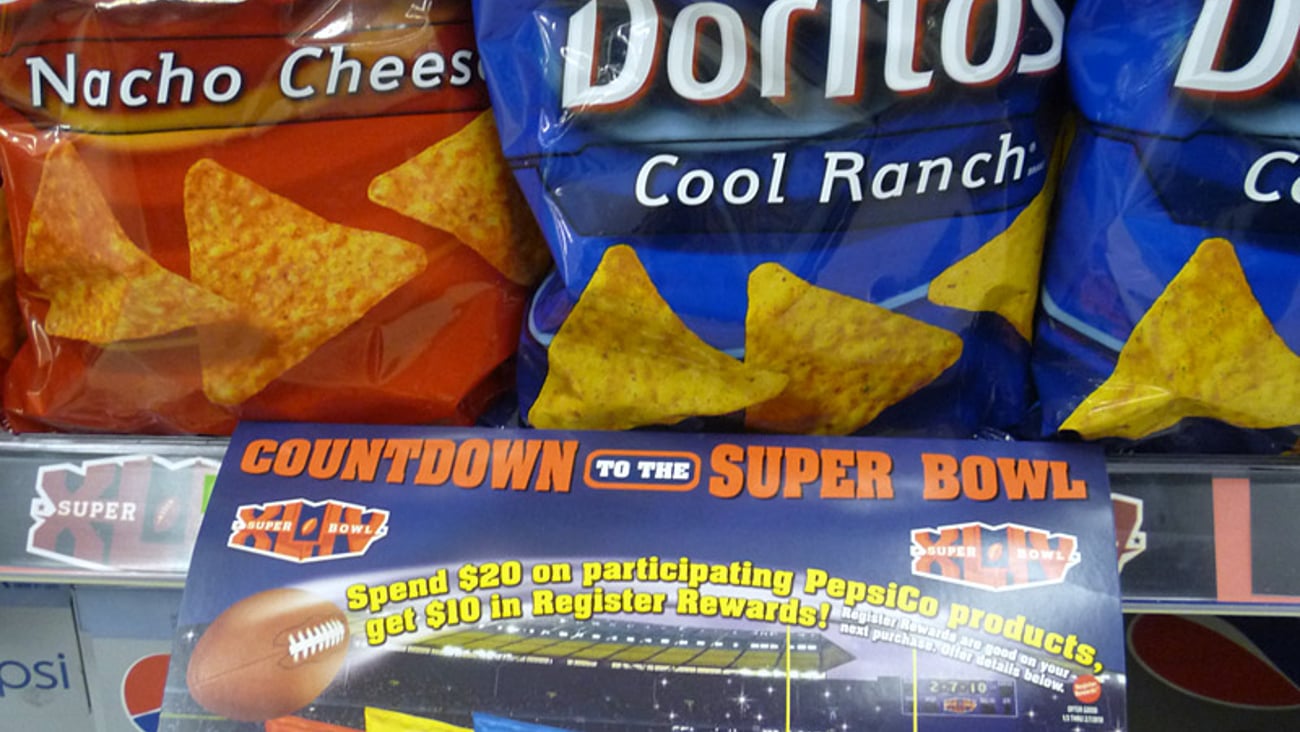 Nacho Chees
Doritos
Cool Ranch
D
Co
COUNTDOWN TO THE SUPER BOWL
XLIV
SUPER
SUPER BOWL
XLIV
SUPER BOWL
XLIV
Spend $20 on participating PepsiCo products,
get $10 in Register Rewards!
Register Rewards are good on your
next purchase. Offer details below.
2-7-10
psi